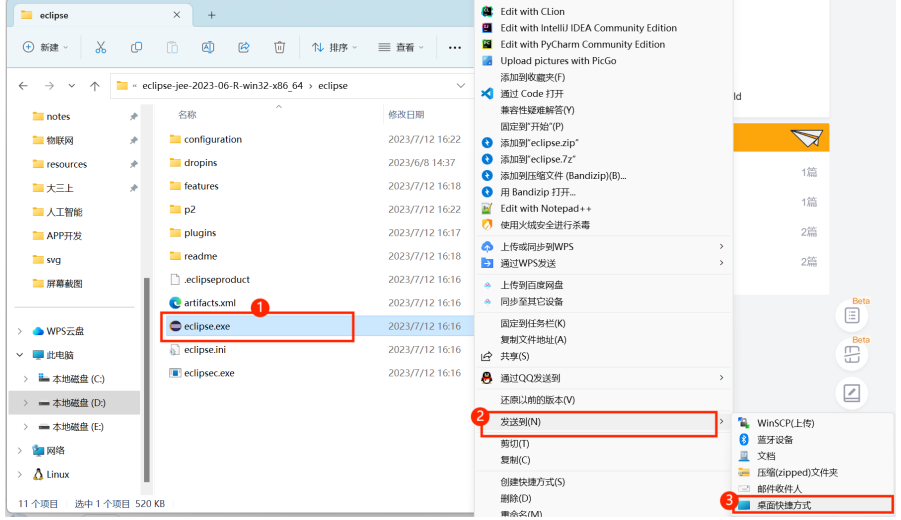 eclipse
新建
排序
查看
« eclipse-jee-2023-06-R-win32-x86_64 > eclipse
名称
修改日期
notes
物联网
resources
大三上
人工智能
APP开发
svg
屏幕截图
WPS云盘
此电脑
本地磁盘 (C:)
本地磁盘 (D:)
本地磁盘 (E:)
网络
Linux
configuration 2023/7/12 16:22
dropins 2023/6/8 14:37
features 2023/7/12 16:18
p2 2023/7/12 16:22
plugins 2023/7/12 16:17
readme 2023/7/12 16:18
.eclipseproduct 2023/7/12 16:16
artifacts.xml 2023/7/12 16:16
1
eclipse.exe 2023/7/12 16:16
eclipse.ini 2023/7/12 16:16
eclipsec.exe 2023/7/12 16:16
11 个项目 选中 1 个项目 520 KB
Edit with CLion
Edit with IntelliJ IDEA Community Edition
Edit with PyCharm Community Edition
Upload pictures with PicGo
添加到收藏夹(F)
通过 Code 打开
兼容性疑难解答(Y)
固定到"开始"(P)
添加到"eclipse.zip"
添加到"eclipse.7z"
添加到压缩文件 (Bandizip)(B)...
用 Bandizip 打开...
Edit with Notepad++
使用火绒安全进行杀毒
上传或同步到WPS
通过WPS发送
上传到百度网盘
同步至其它设备
固定到任务栏(K)
复制文件地址(A)
共享(S)
通过QQ发送到
还原以前的版本(V)
2
发送到(N)
剪切(T)
复制(C)
创建快捷方式(S)
删除(D)
重命名(M)
WinSCP(上传)
蓝牙设备
文档
压缩(zipped)文件夹
邮件收件人
3
桌面快捷方式
ld
1篇
1篇
2篇
2篇
Beta
Beta